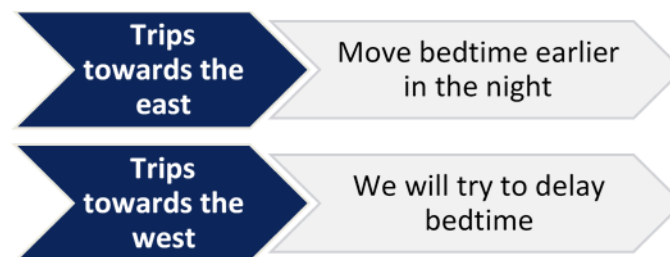 Trips
towards the
east
Move bedtime earlier
in the night
Trips
towards the
west
We will try to delay
bedtime